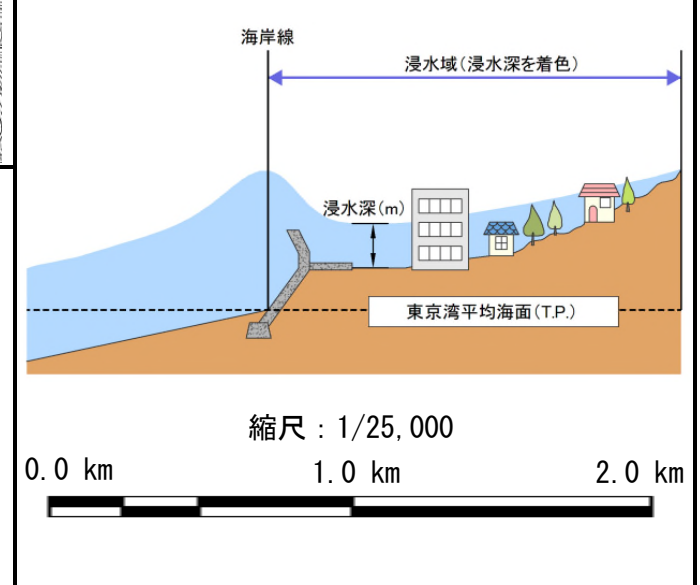 海岸線
浸水域(浸水深を着色)
浸水深(m)
東京湾平均海面(T.P.)
縮尺：1/25,000
0.0 km 1.0 km 2.0 km